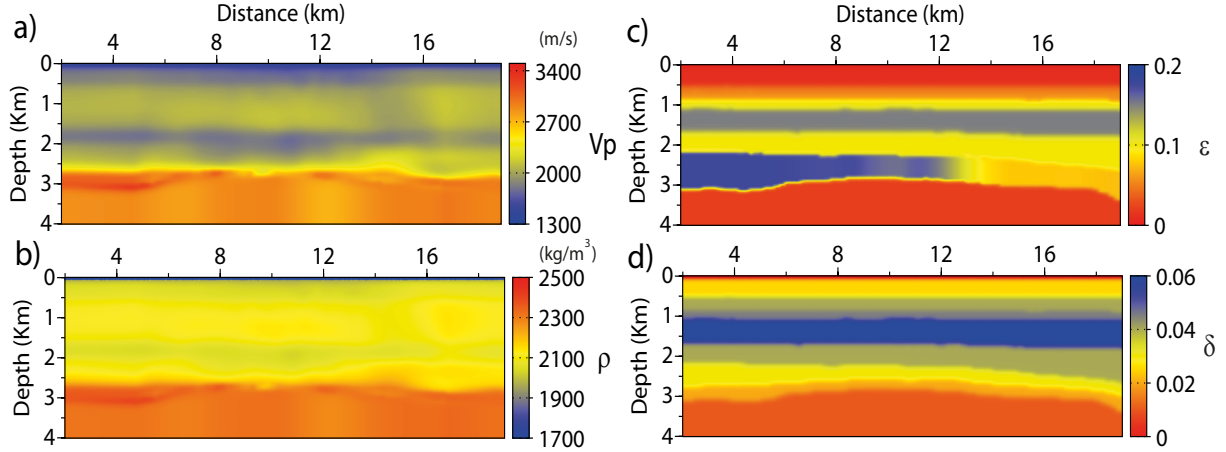 Distance (km)
a)
4 8 12 16
(m/s)
0
1
2
3
4
Depth (Km)
3400
2700
2000
1300
Vp
b)
4 8 12 16
(kg/m³)
0
1
2
3
4
Depth (Km)
2500
2300
2100
1900
1700
ρ
Distance (km)
c)
4 8 12 16
0
1
2
3
4
Depth (Km)
0.2
0.1
0
ε
d)
4 8 12 16
0
1
2
3
4
Depth (Km)
0.06
0.04
0.02
0
δ